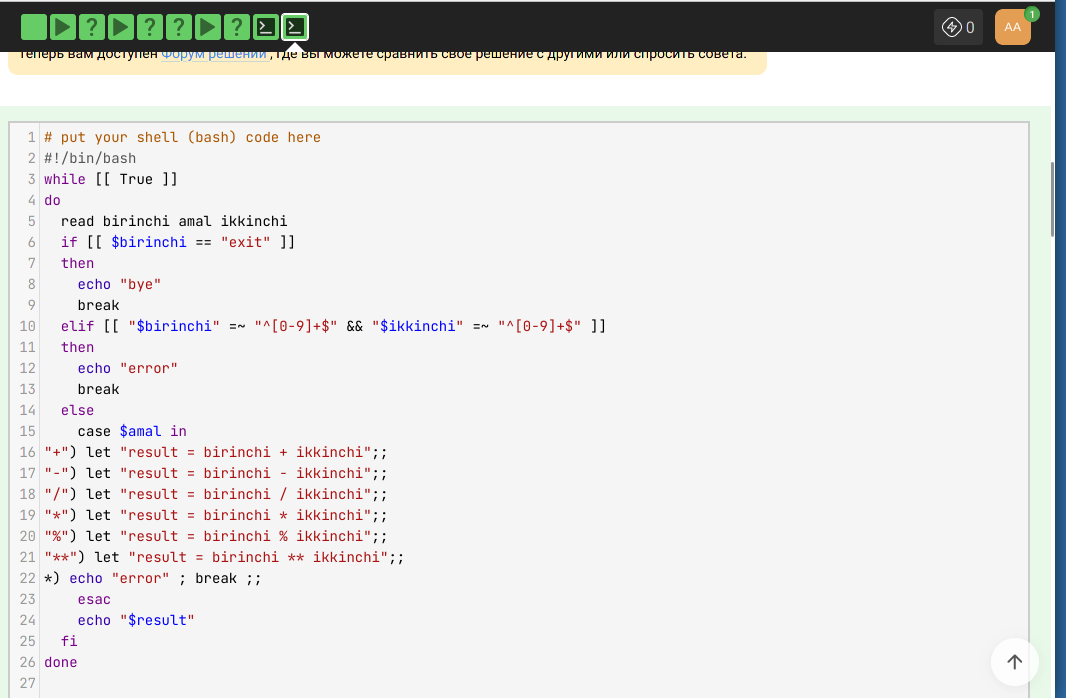 0
AA
1
Теперь вам доступен Форум решений, где вы можете сравнить свое решение с другими или спросить совета.
1 # put your shell (bash) code here
2 #!/bin/bash
3 while [[ True ]]
4 do
5   read birinchi amal ikkinchi
6   if [[ $birinchi == "exit" ]]
7   then
8     echo "bye"
9     break
10   elif [[ "$birinchi" =~ "^[0-9]+$" && "$ikkinchi" =~ "^[0-9]+$" ]]
11   then
12     echo "error"
13     break
14   else
15     case $amal in
16 "+") let "result = birinchi + ikkinchi";;
17 "-") let "result = birinchi - ikkinchi";;
18 "/") let "result = birinchi / ikkinchi";;
19 "*") let "result = birinchi * ikkinchi";;
20 "%") let "result = birinchi % ikkinchi";;
21 "**") let "result = birinchi ** ikkinchi";;
22 *) echo "error" ; break ;;
23     esac
24     echo "$result"
25   fi
26 done
27